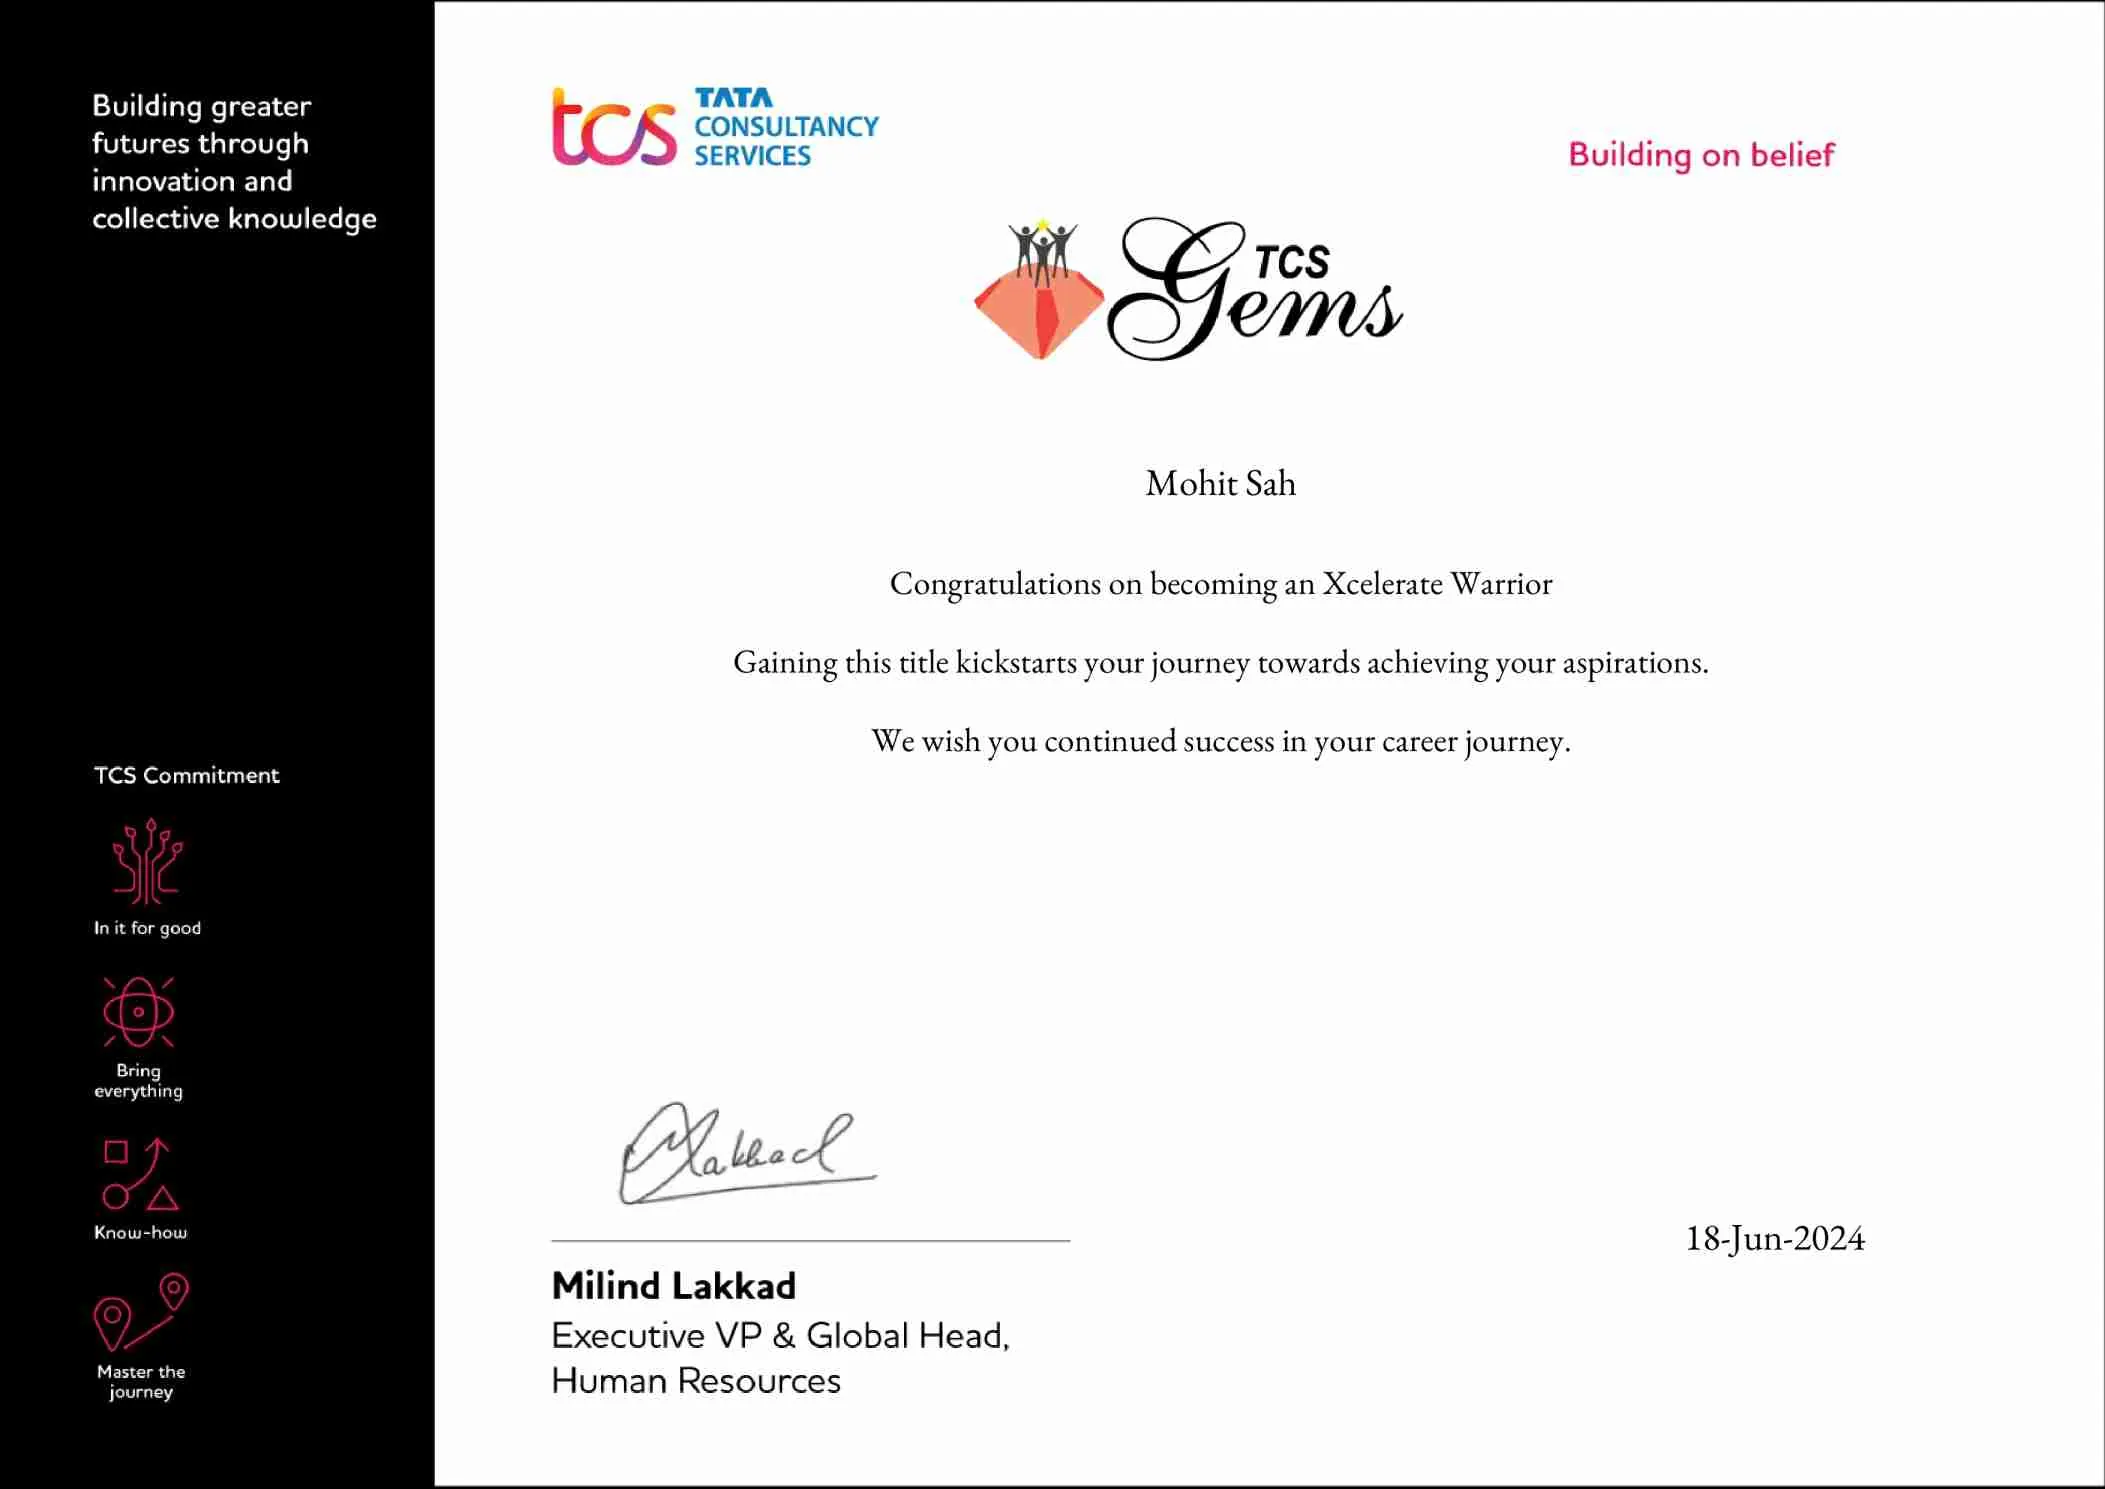 Building greater
futures through
innovation and
collective knowledge
TCS Commitment
In it for good
Bring
everything
Know-how
Master the
journey
tcs TATA
CONSULTANCY
SERVICES
Building on belief
TCS
Gems
Mohit Sah
Congratulations on becoming an Xcelerate Warrior
Gaining this title kickstarts your journey towards achieving your aspirations.
We wish you continued success in your career journey.
Lakkad
Milind Lakkad
Executive VP & Global Head,
Human Resources
18-Jun-2024